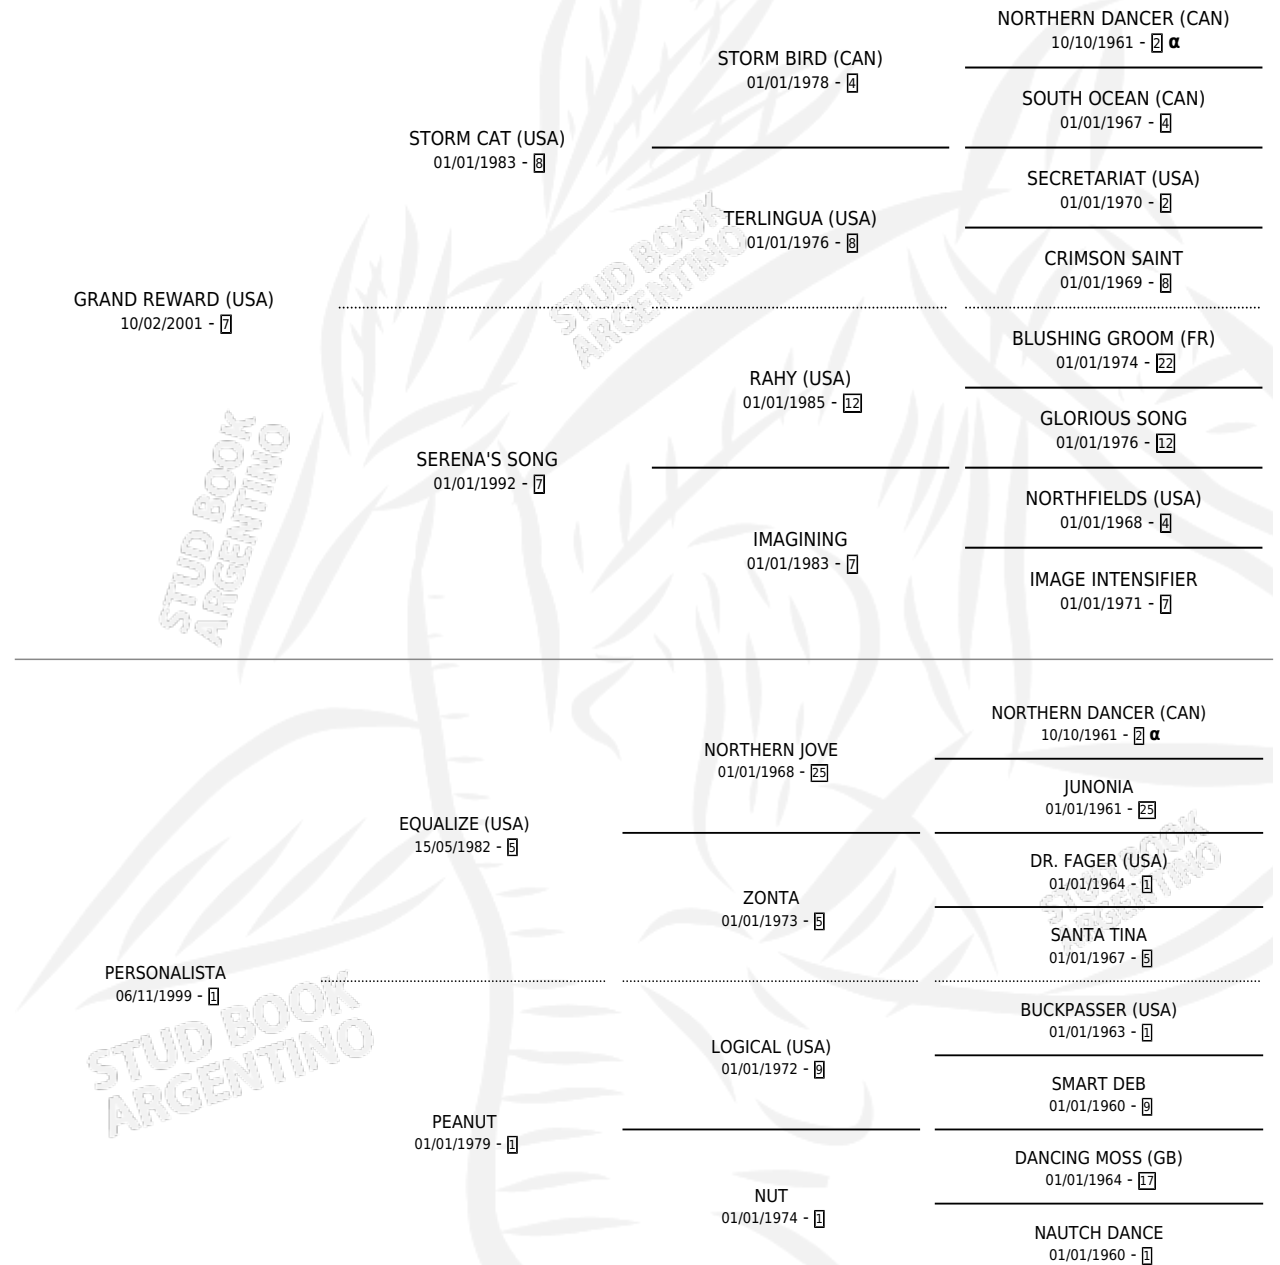 NORTHERN DANCER (CAN)
10/10/1961 - 2 α
STORM BIRD (CAN)
01/01/1978 - 4
SOUTH OCEAN (CAN)
01/01/1967 - 4
STORM CAT (USA)
01/01/1983 - 8
SECRETARIAT (USA)
01/01/1970 - 2
TERLINGUA (USA)
01/01/1976 - 8
CRIMSON SAINT
01/01/1969 - 8
GRAND REWARD (USA)
10/02/2001 - 7
BLUSHING GROOM (FR)
01/01/1974 - 22
RAHY (USA)
01/01/1985 - 12
GLORIOUS SONG
01/01/1976 - 12
SERENA'S SONG
01/01/1992 - 7
NORTHFIELDS (USA)
01/01/1968 - 4
IMAGINING
01/01/1983 - 7
IMAGE INTENSIFIER
01/01/1971 - 7
NORTHERN DANCER (CAN)
10/10/1961 - 2 α
NORTHERN JOVE
01/01/1968 - 25
JUNONIA
01/01/1961 - 25
EQUALIZE (USA)
15/05/1982 - 5
DR. FAGER (USA)
01/01/1964 - 1
ZONTA
01/01/1973 - 5
SANTA TINA
01/01/1967 - 5
PERSONALISTA
06/11/1999 - 1
BUCKPASSER (USA)
01/01/1963 - 1
LOGICAL (USA)
01/01/1972 - 9
SMART DEB
01/01/1960 - 9
PEANUT
01/01/1979 - 1
DANCING MOSS (GB)
01/01/1964 - 17
NUT
01/01/1974 - 1
NAUTCH DANCE
01/01/1960 - 1
STUD BOOK
ARGENTINO
STUD BOOK
ARGENTINO
STUD BOOK
ARGENTINO
STUD BOOK
ARGENTINO